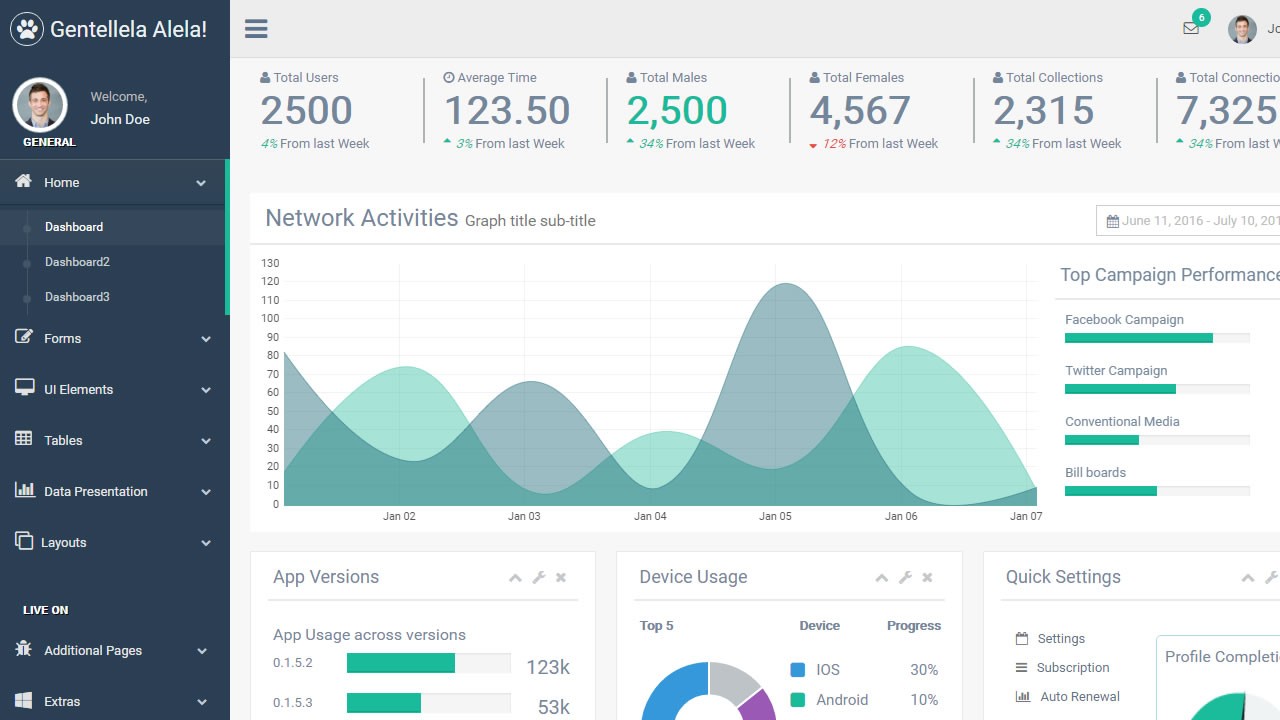 Gentellela Alela!
6
Welcome,
John Doe
GENERAL
Home
Dashboard
Dashboard2
Dashboard3
Forms
UI Elements
Tables
Data Presentation
Layouts
LIVE ON
Additional Pages
Extras
Total Users
2500
4% From last Week
Average Time
123.50
3% From last Week
Total Males
2,500
34% From last Week
Total Females
4,567
12% From last Week
Total Collections
2,315
34% From last Week
Total
7,325
34% From last Week
Network Activities Graph title sub-title
June 11, 2016 - July 10,
130
120
110
100
90
80
70
60
50
40
30
20
10
0
Jan 02
Jan 03
Jan 04
Jan 05
Jan 06
Jan 07
Top Campaign Performance
Facebook Campaign
Twitter Campaign
Conventional Media
Bill boards
App Versions
App Usage across versions
0.1.5.2
123k
0.1.5.3
53k
Device Usage
Top 5
Device
Progress
IOS
30%
Android
10%
Quick Settings
Settings
Subscription
Auto Renewal
Profile